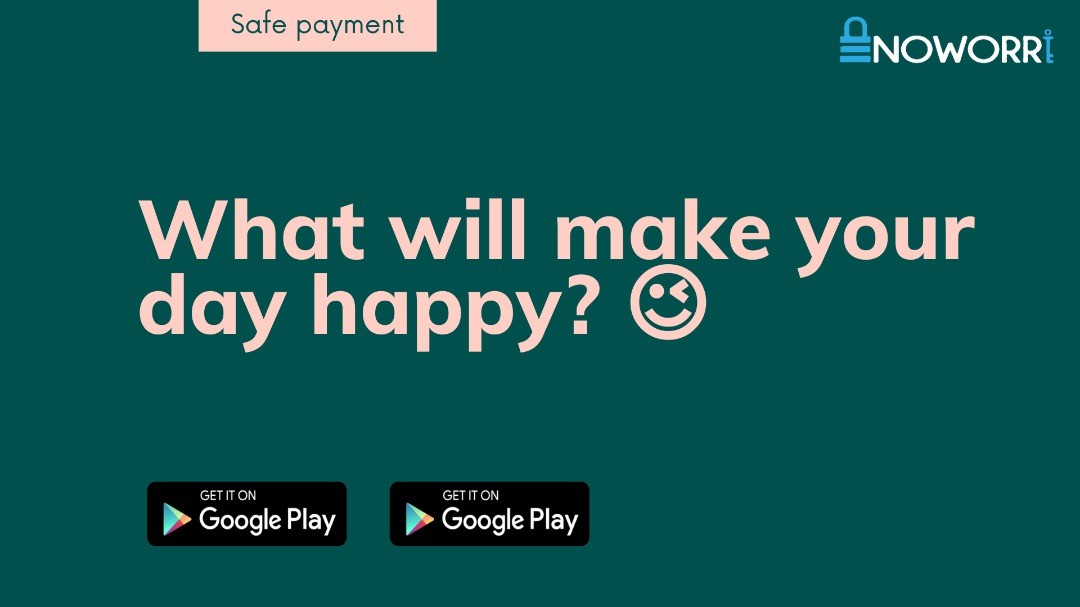 Safe payment
NOWORRi
What will make your
day happy? 😉
GET IT ON
Google Play
GET IT ON
Google Play